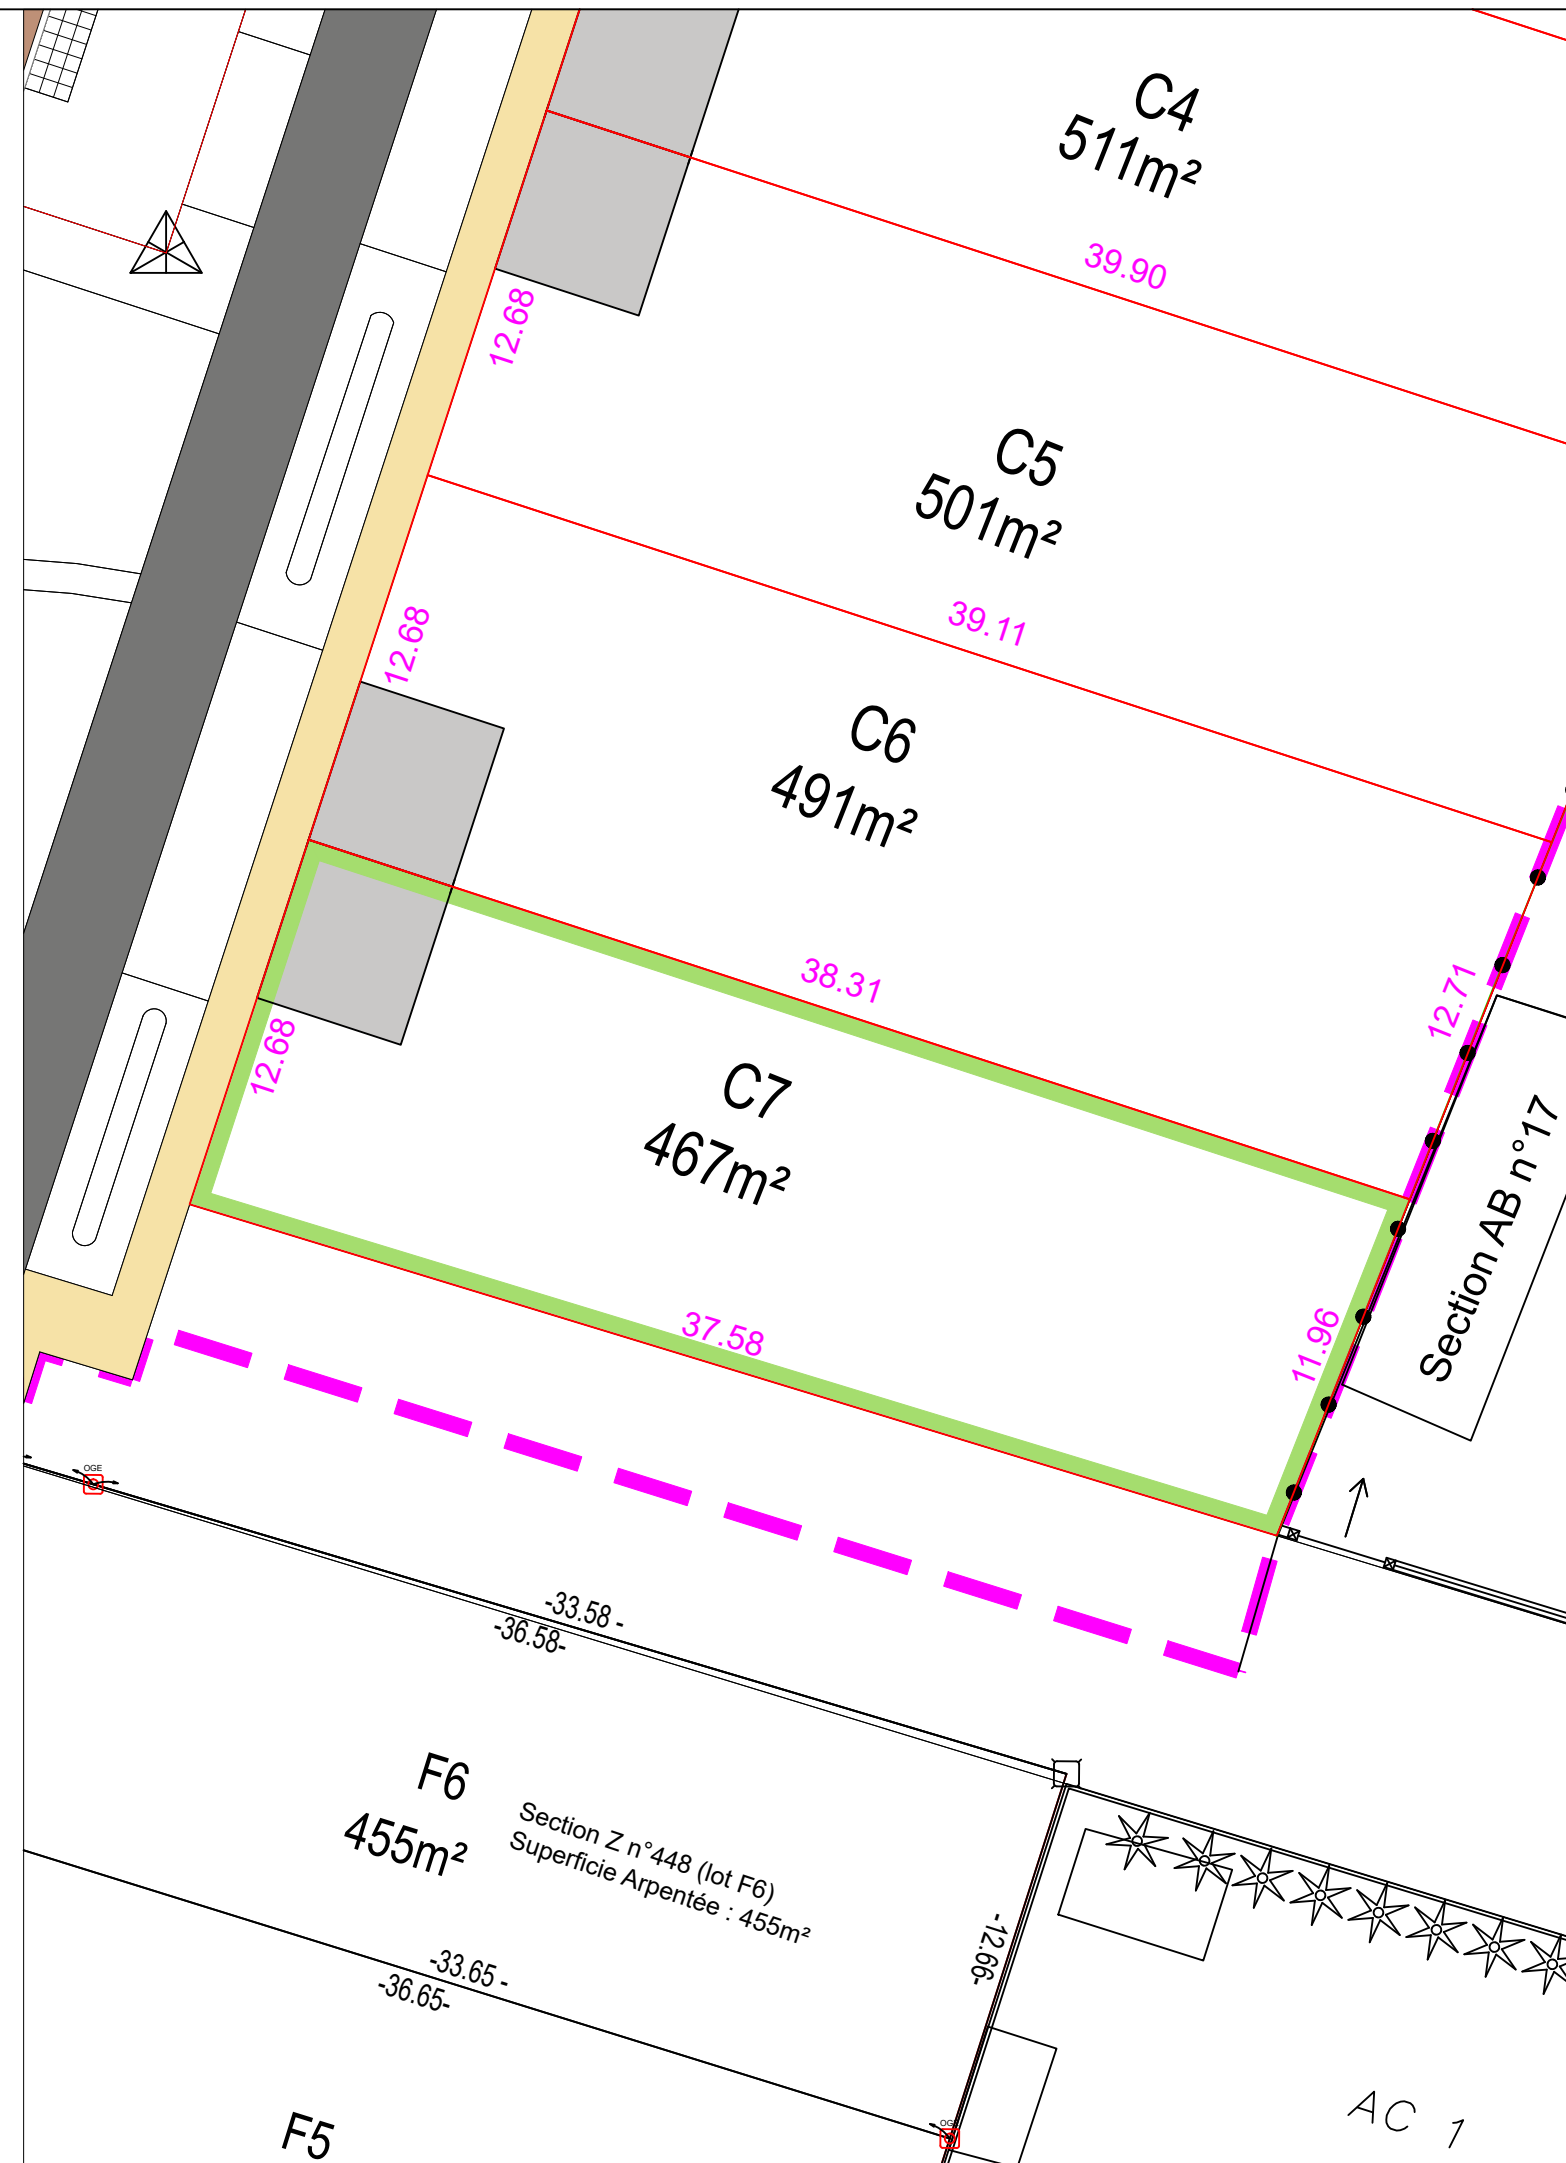 C4
511m²
39.90
12.68
C5
501m²
39.11
12.68
C6
491m²
38.31
12.71
12.68
C7
467m²
Section AB n°17
11.96
37.58
OGE
-33.58 -
-36.58-
F6
455m²
Section Z n°448 (lot F6)
Superficie Arpentée : 455m²
-12.66-
-33.65 -
-36.65-
F5
OGE
AC 1